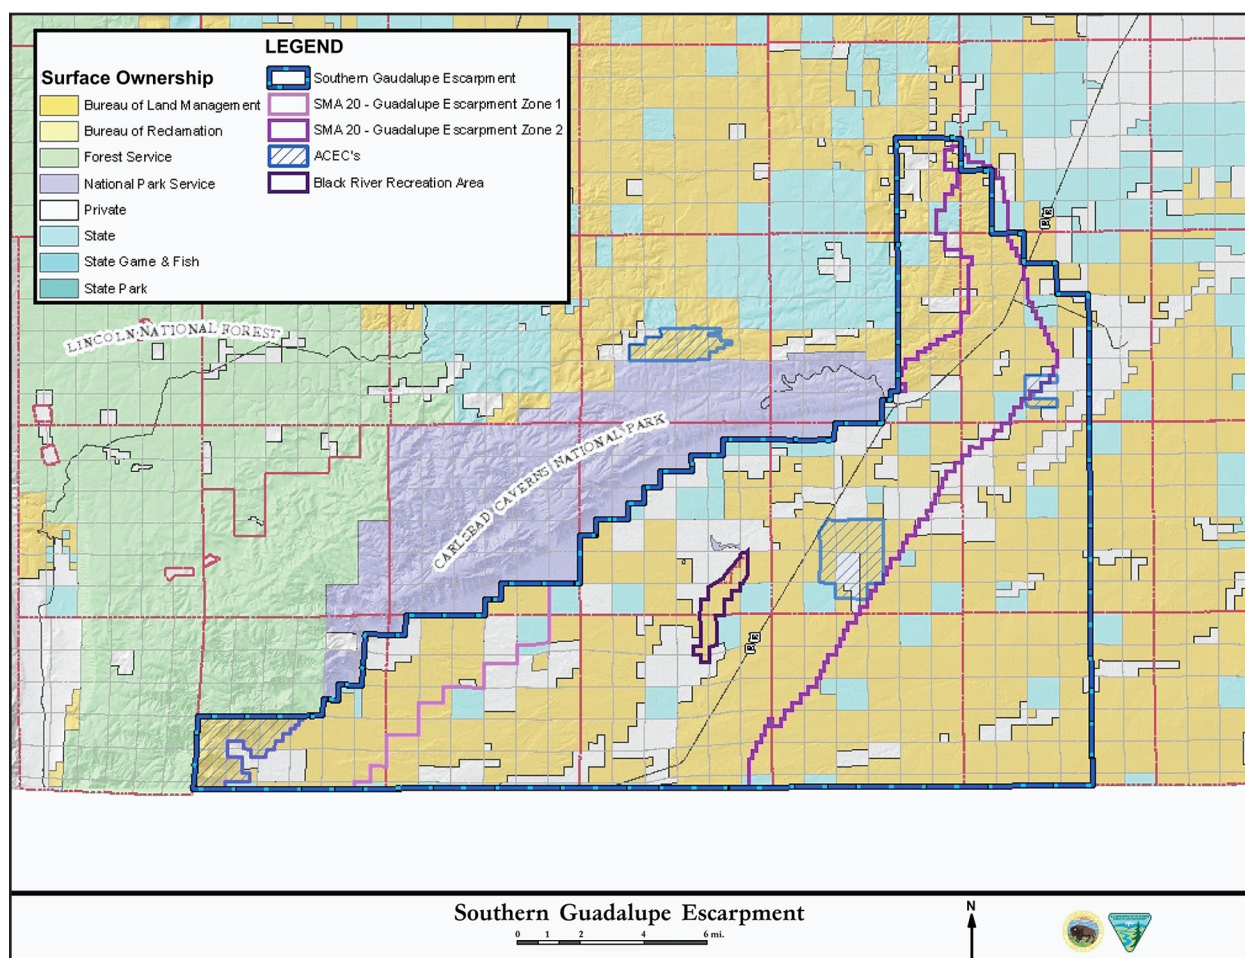 LEGEND
Surface Ownership
Bureau of Land Management
Bureau of Reclamation
Forest Service
National Park Service
Private
State
State Game & Fish
State Park
Southern Gaudalupe Escarpment
SMA 20 - Guadalupe Escarpment Zone 1
SMA 20 - Guadalupe Escarpment Zone 2
ACEC's
Black River Recreation Area
LINCOLN NATIONAL FOREST
CARLSBAD CAVERNS NATIONAL PARK
Southern Guadalupe Escarpment
0 1 2 4 6 mi.
N